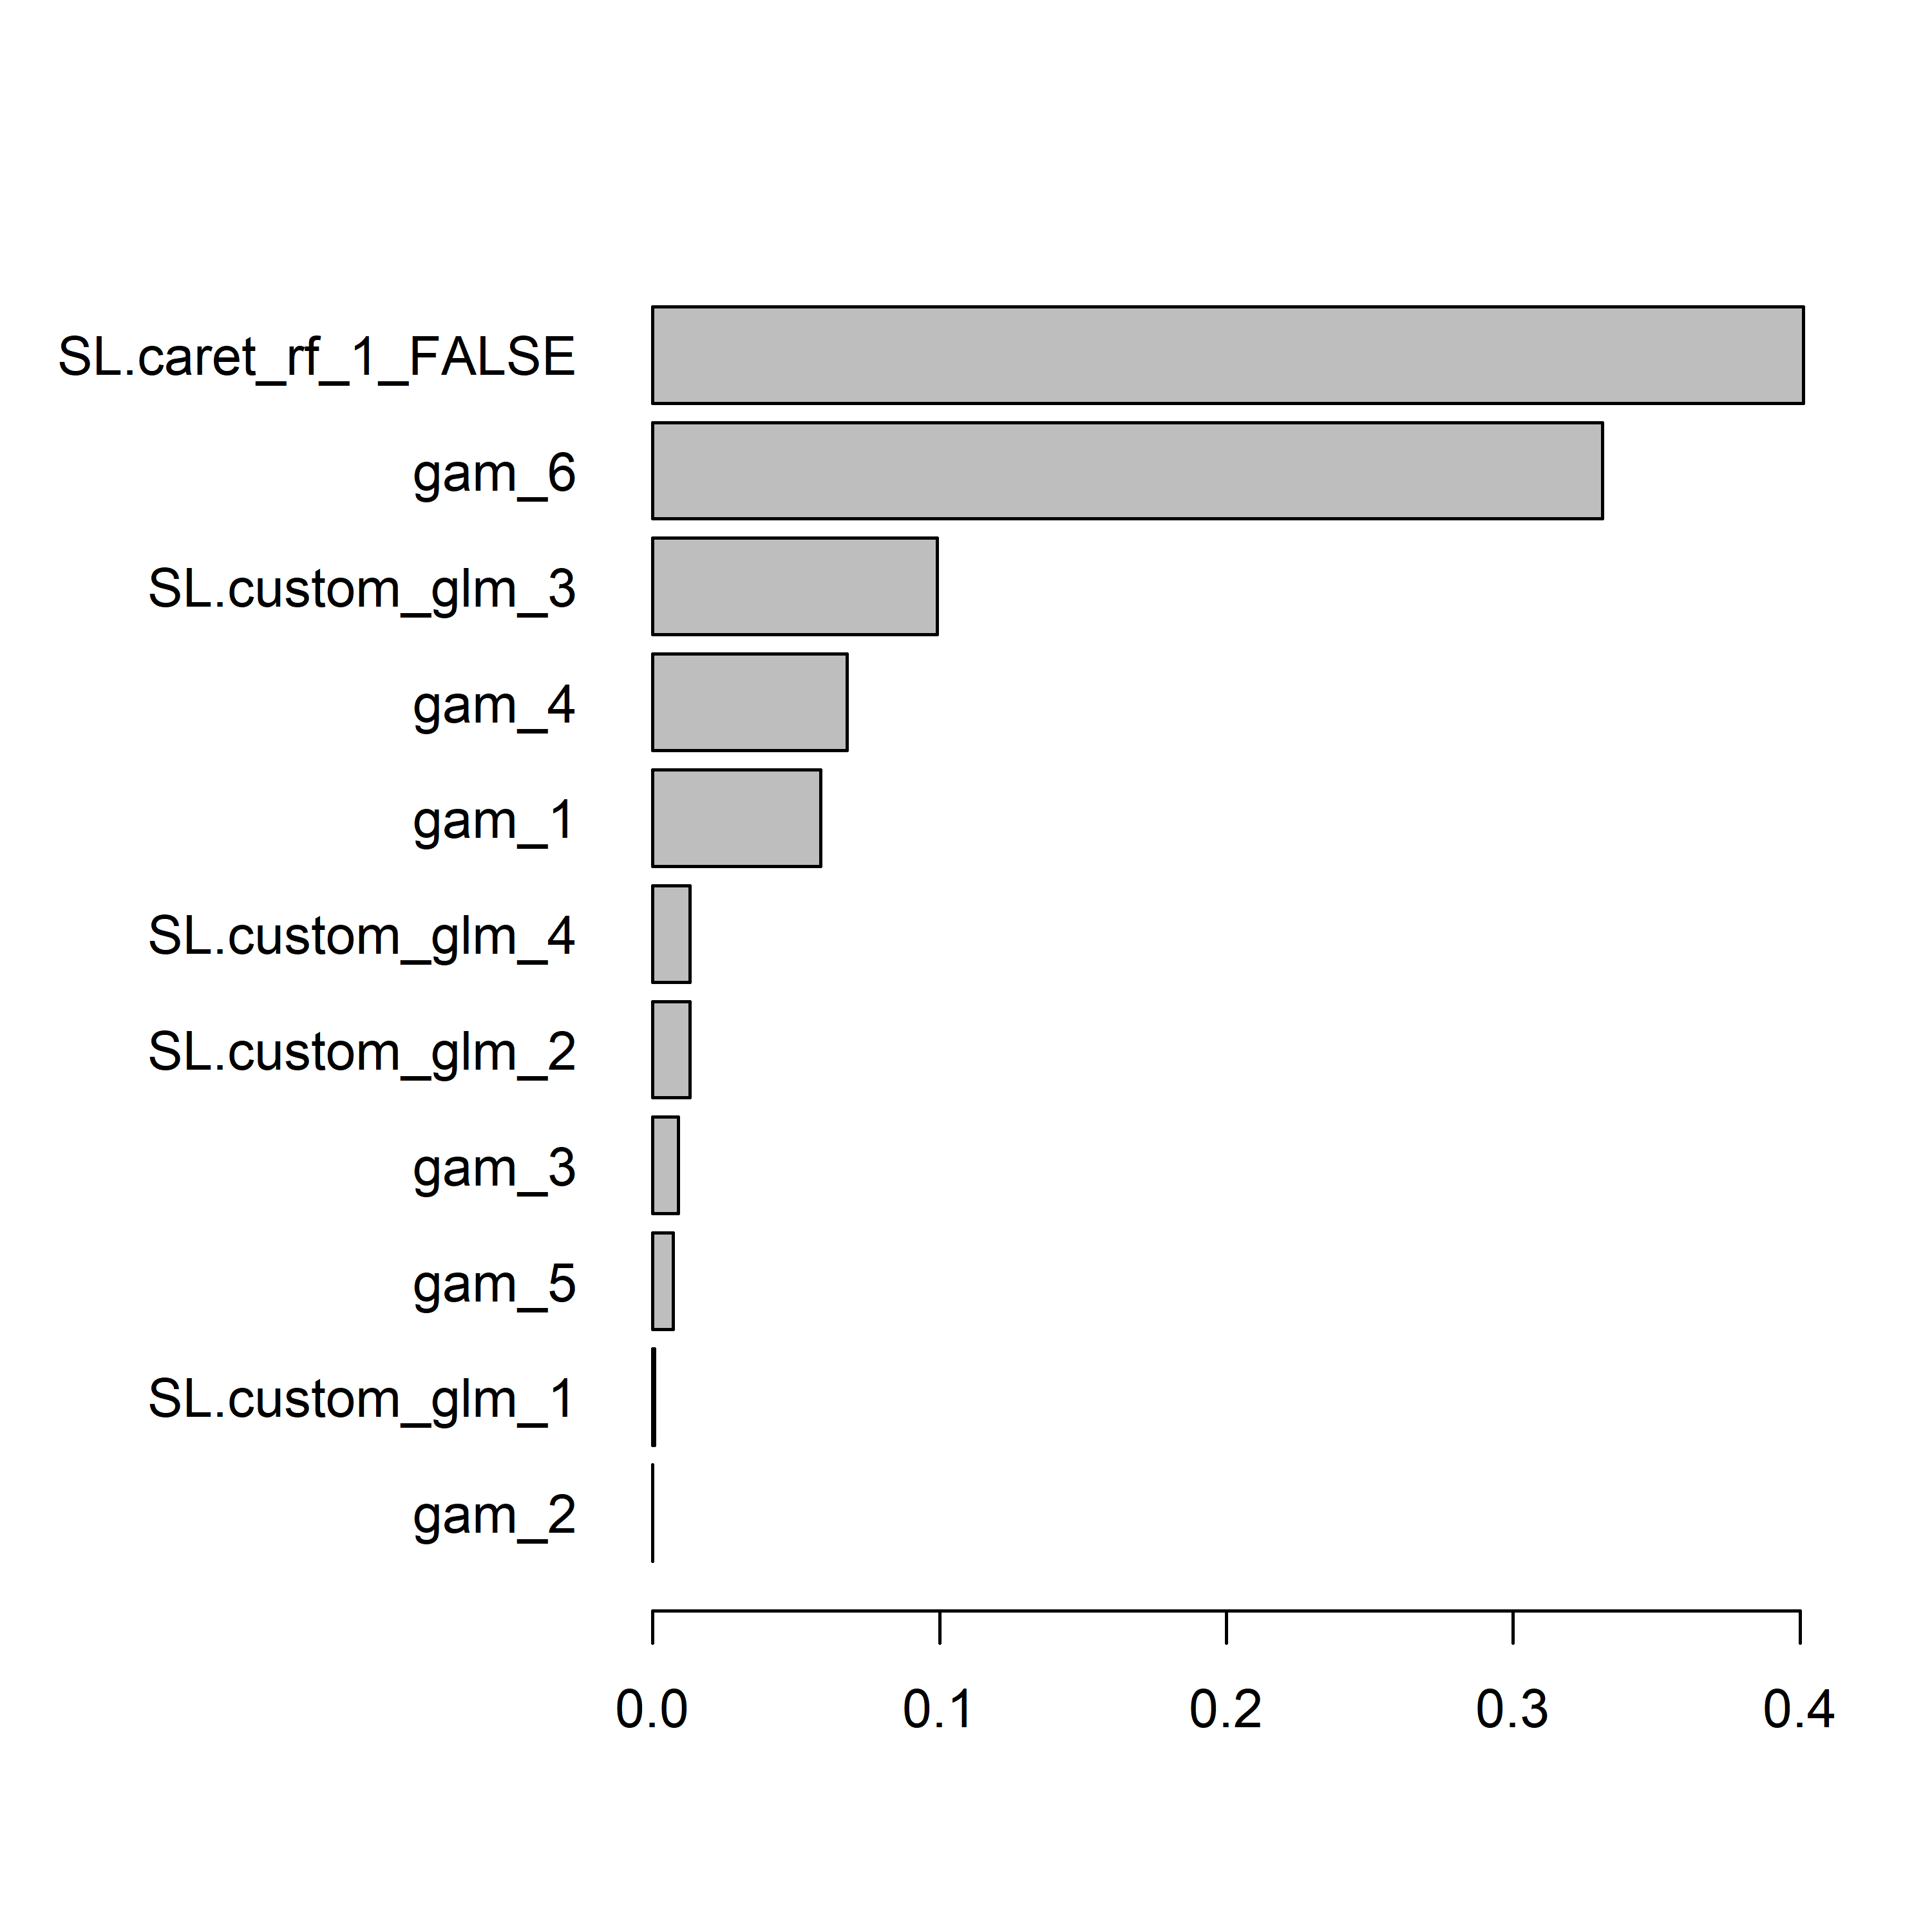 SL.caret_rf_1_FALSE
gam_6
SL.custom_glm_3
gam_4
gam_1
SL.custom_glm_4
SL.custom_glm_2
gam_3
gam_5
SL.custom_glm_1
gam_2
0.0 0.1 0.2 0.3 0.4